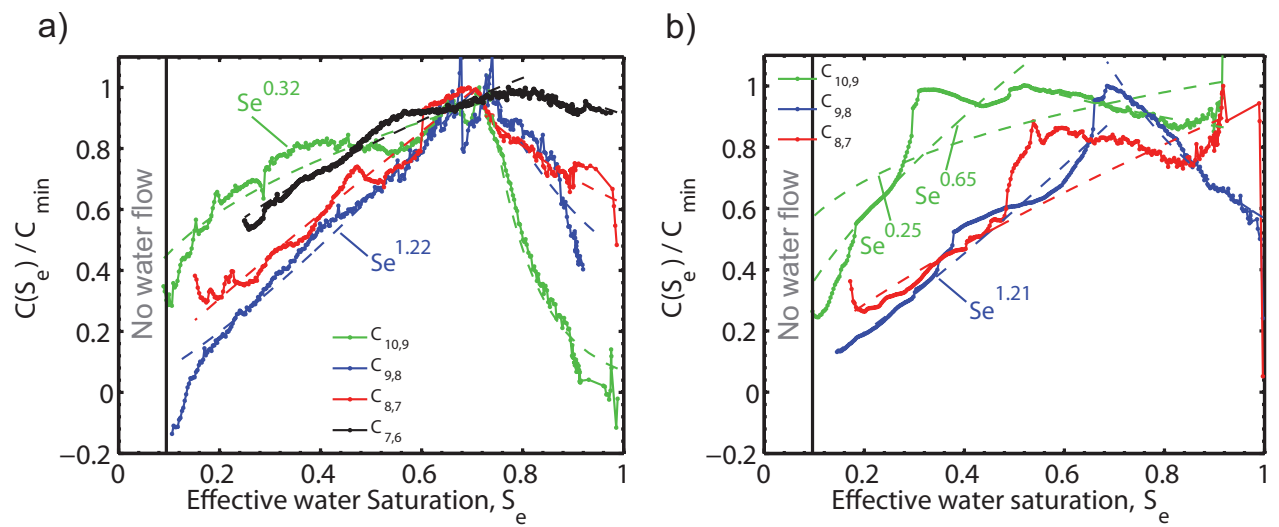 a)
C(S_e) / C_min
1
0.8
0.6
0.4
0.2
0
−0.2
No water flow
Se^0.32
Se^1.22
C_10,9
C_9,8
C_8,7
C_7,6
0 0.2 0.4 0.6 0.8 1
Effective water Saturation, S_e
b)
C(S_e) / C_min
1
0.8
0.6
0.4
0.2
0
−0.2
C_10,9
C_9,8
C_8,7
No water flow
Se^0.65
Se^0.25
Se^1.21
0 0.2 0.4 0.6 0.8 1
Effective water saturation, S_e